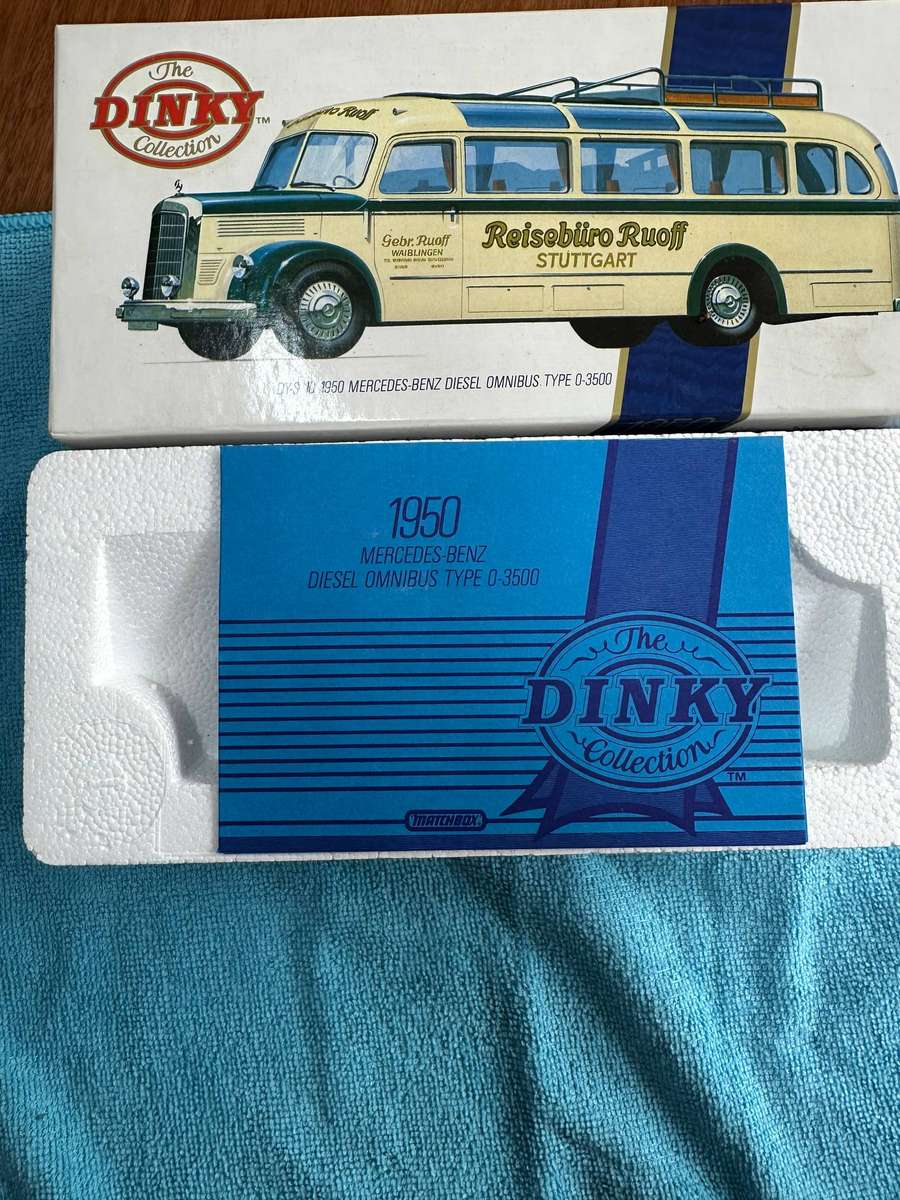 The
DINKY
Collection
TM
Ruoff
Gebr. Ruoff
WAIBLINGEN
Reisebüro Ruoff
STUTTGART
1950 MERCEDES-BENZ DIESEL OMNIBUS TYPE 0-3500
1950
MERCEDES-BENZ
DIESEL OMNIBUS TYPE 0-3500
The
DINKY
Collection
TM
MATCHBOX